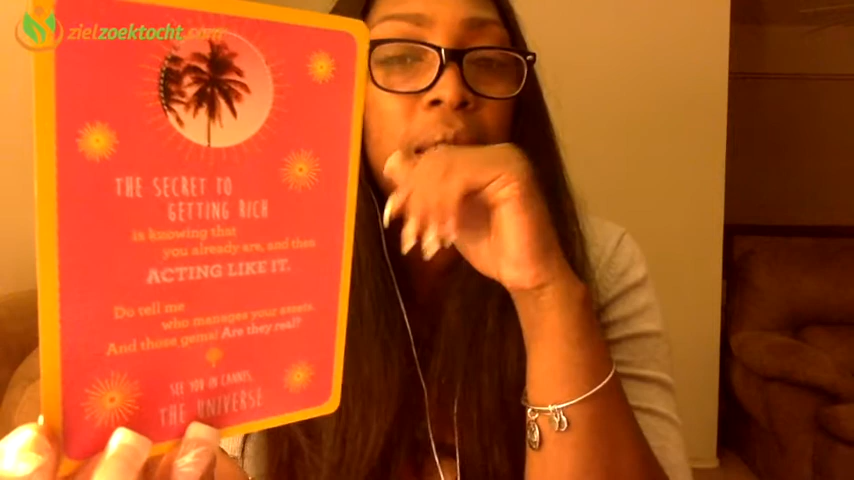 zielzoektocht.com
THE SECRET TO
GETTING RICH
is knowing that
you already are, and then
ACTING LIKE IT.
Do tell me
who manages your assets.
And those gems! Are they real?
SEE YOU IN CANNES,
THE UNIVERSE